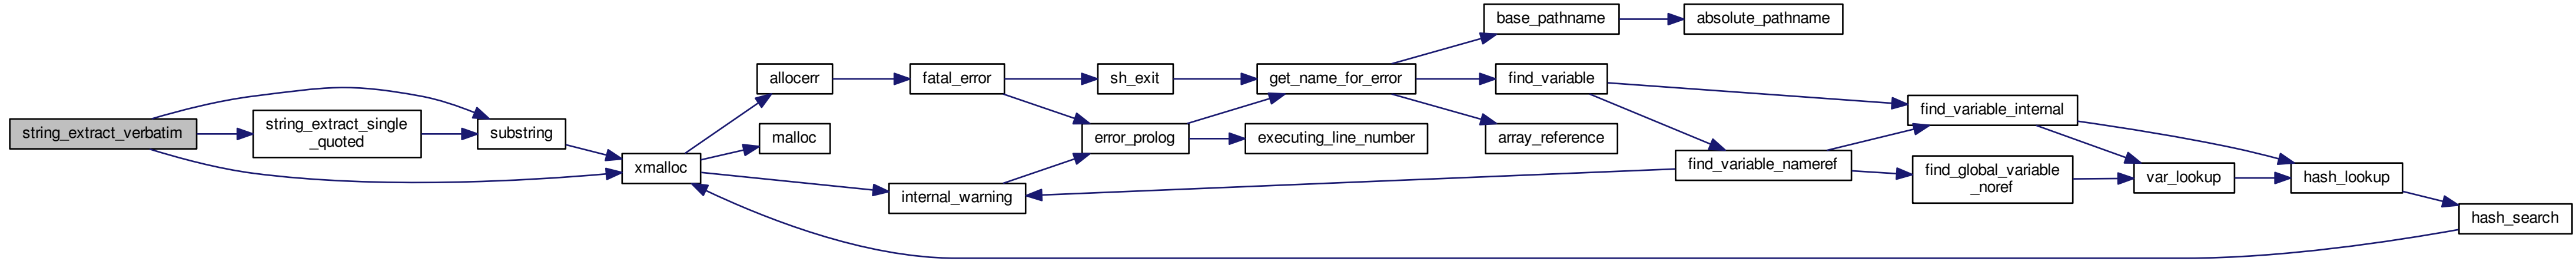 string_extract_verbatim
string_extract_single
_quoted
substring
xmalloc
allocerr
malloc
internal_warning
fatal_error
sh_exit
error_prolog
get_name_for_error
executing_line_number
base_pathname
absolute_pathname
find_variable
array_reference
find_variable_nameref
find_variable_internal
find_global_variable
_noref
var_lookup
hash_lookup
hash_search